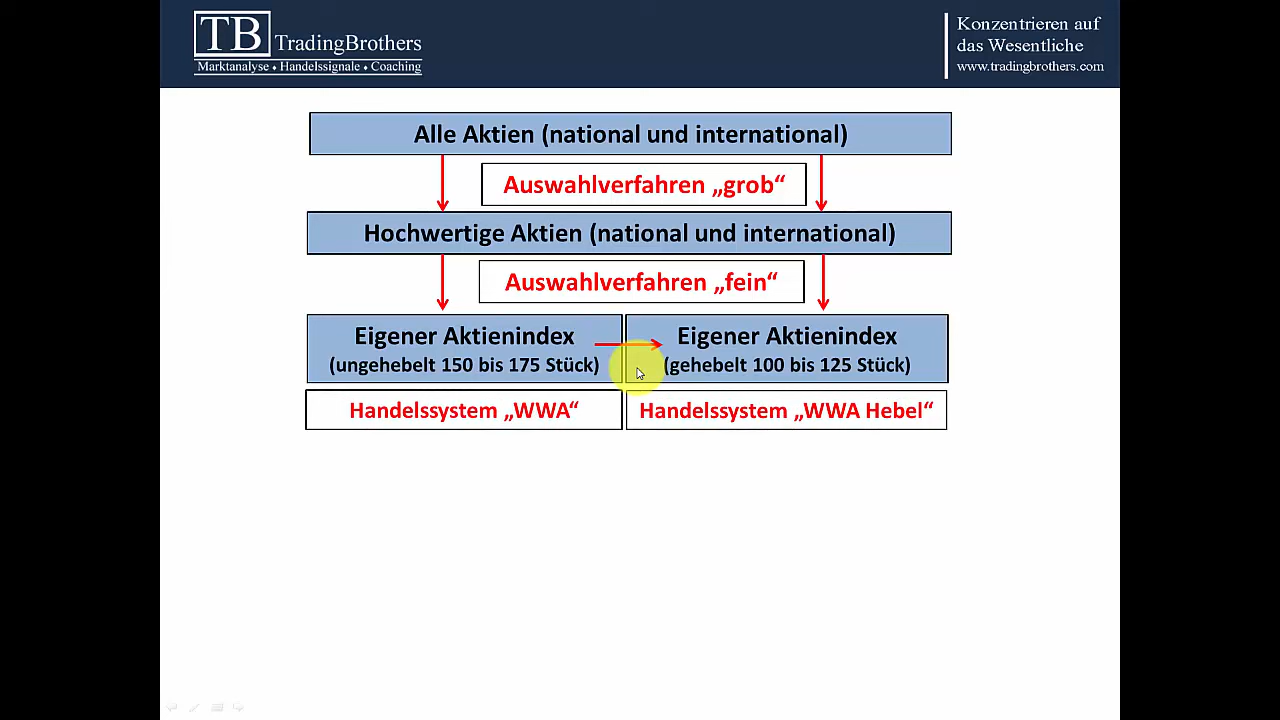 TB TradingBrothers
Marktanalyse • Handelssignale • Coaching
Konzentrieren auf
das Wesentliche
www.tradingbrothers.com
Alle Aktien (national und international)
Auswahlverfahren „grob“
Hochwertige Aktien (national und international)
Auswahlverfahren „fein“
Eigener Aktienindex
(ungehebelt 150 bis 175 Stück)
Eigener Aktienindex
(gehebelt 100 bis 125 Stück)
Handelssystem „WWA“
Handelssystem „WWA Hebel“